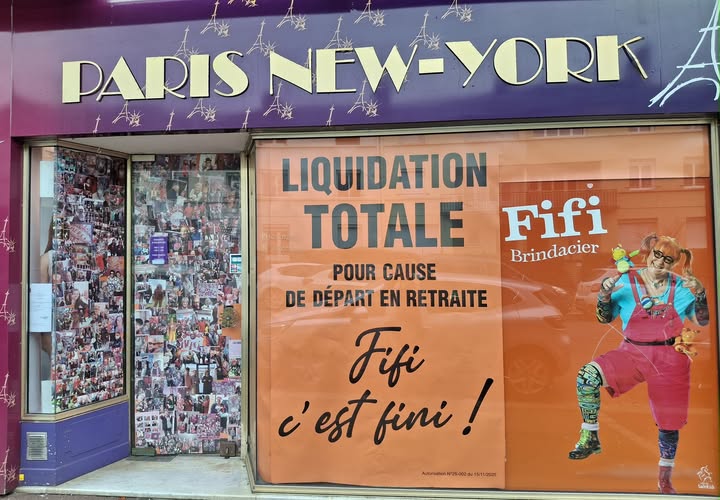 PARIS NEW-YORK
LIQUIDATION
TOTALE
POUR CAUSE
DE DÉPART EN RETRAITE
Fifi
c'est fini !
Fifi
Brindacier